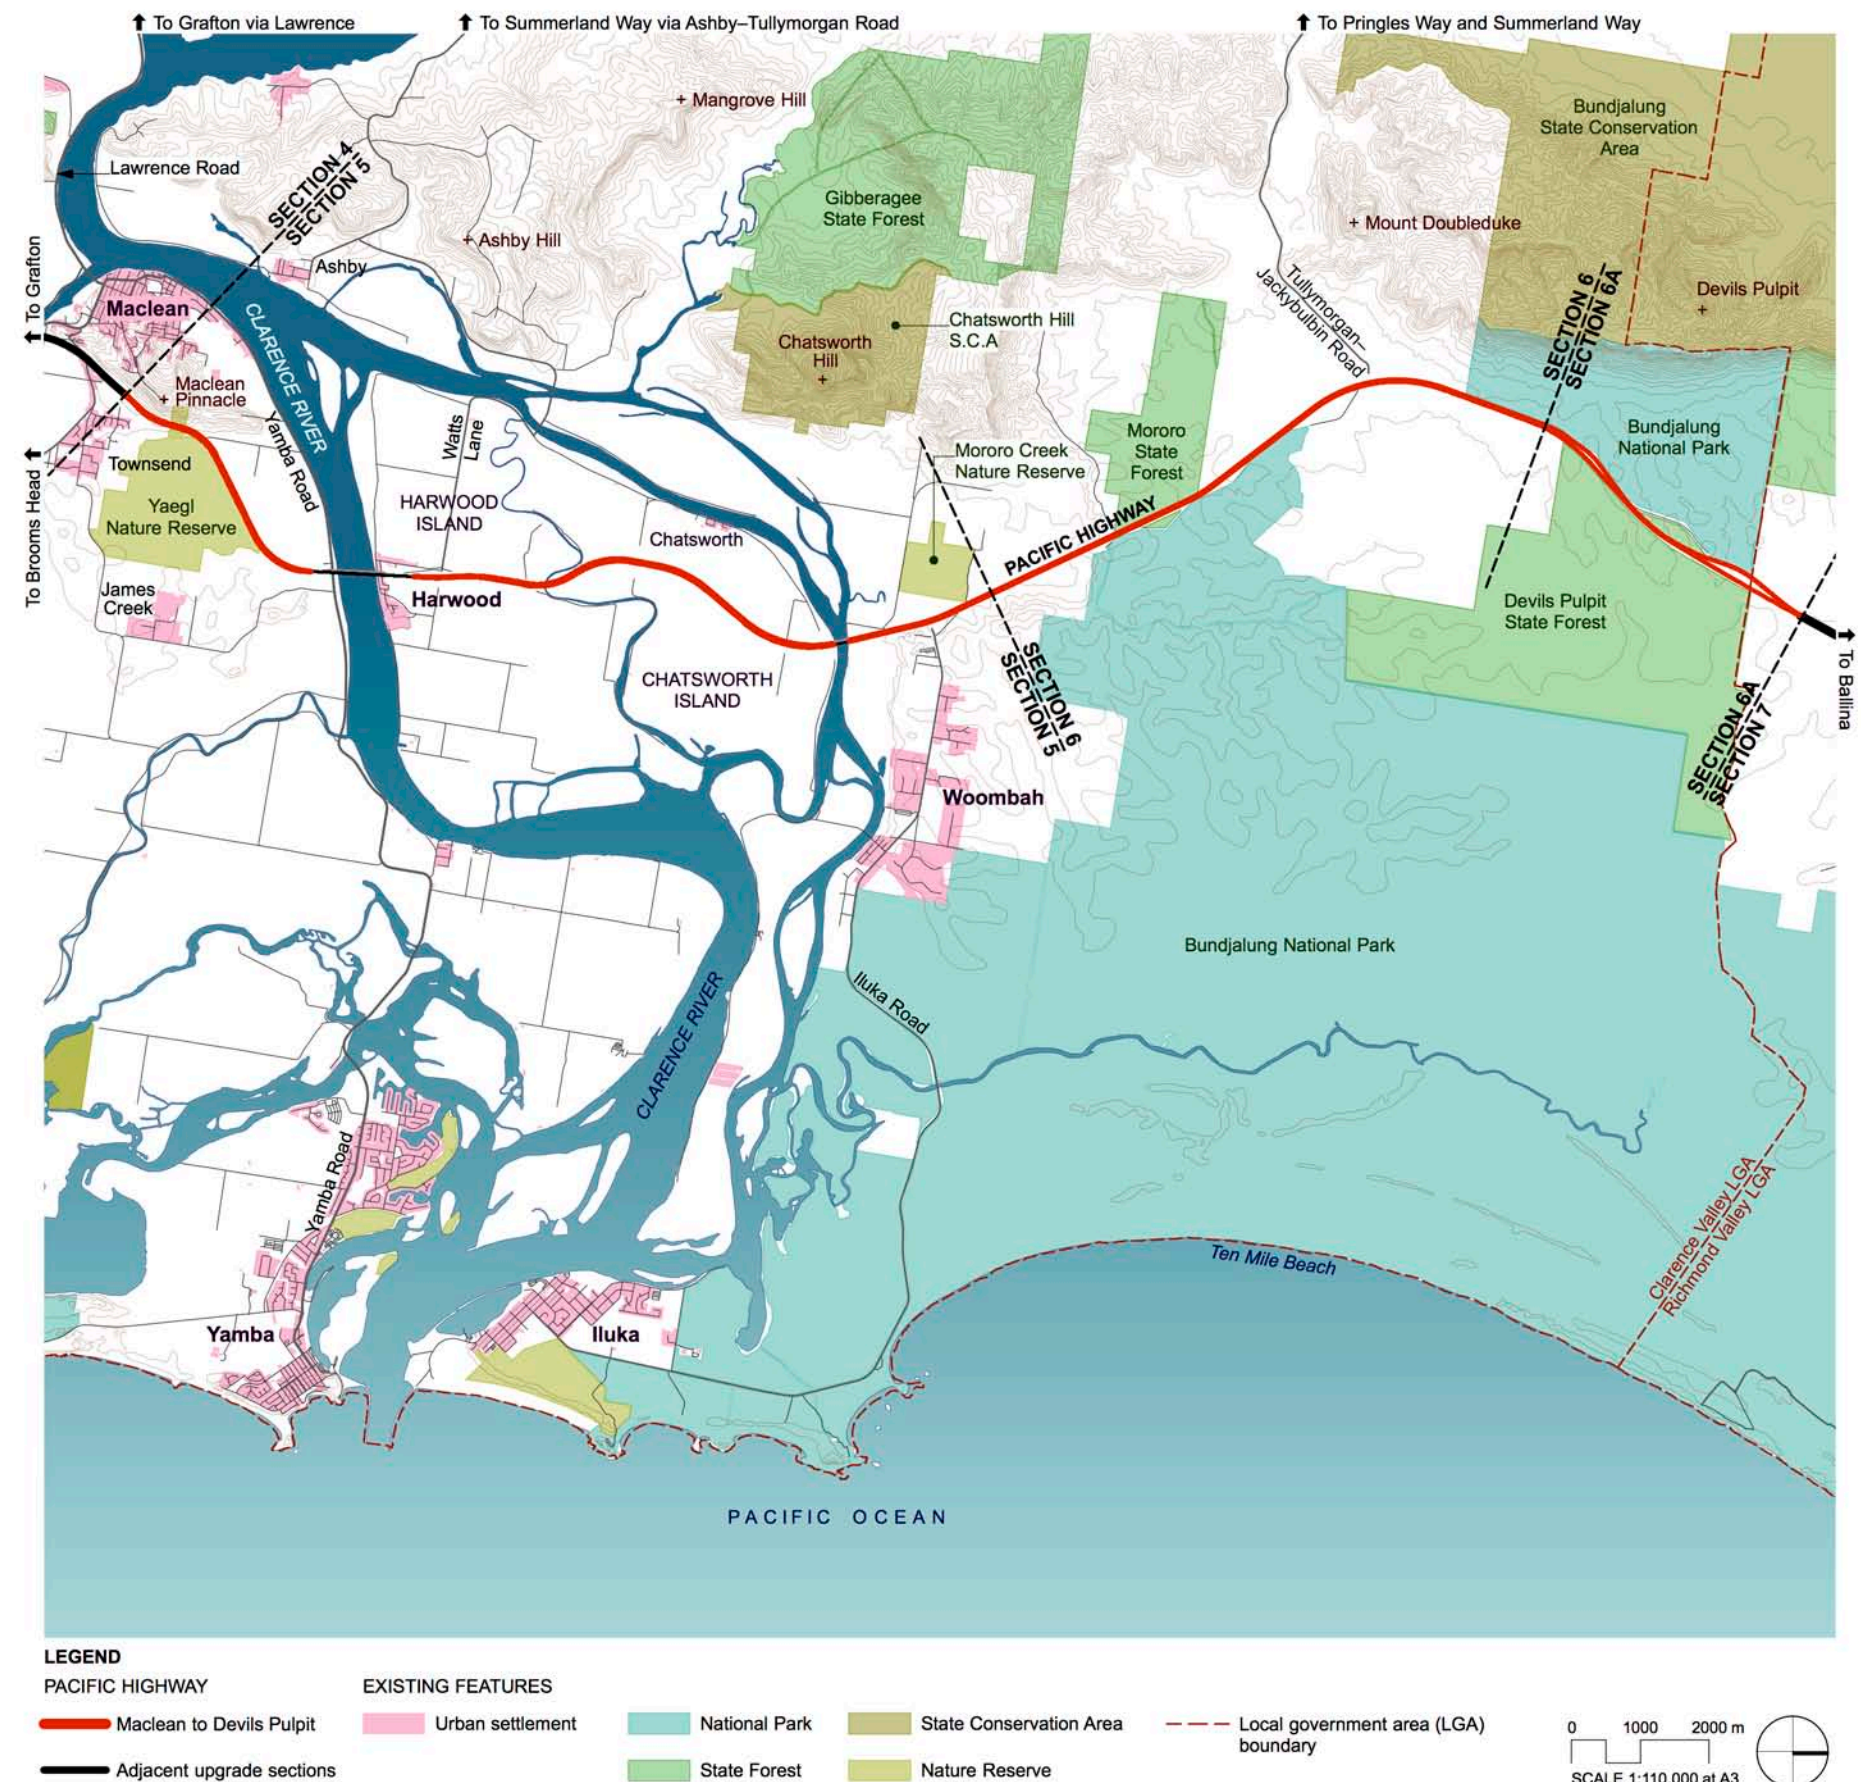 To Grafton via Lawrence
To Summerland Way via Ashby–Tullymorgan Road
To Pringles Way and Summerland Way
Mangrove Hill
Bundjalung
State Conservation
Area
Lawrence Road
SECTION 4
SECTION 5
Gibberagee
State Forest
Mount Doubleduke
Ashby Hill
To Grafton
Ashby
Maclean
CLARENCE RIVER
Tullymorgan–
Jackybulbin Road
SECTION 6
SECTION 6A
Devils Pulpit
Chatsworth Hill
S.C.A
Chatsworth
Hill
Maclean
Pinnacle
Yamba Road
Watts
Lane
Mororo
State
Forest
Bundjalung
National Park
Mororo Creek
Nature Reserve
Townsend
To Brooms Head
Yaegl
Nature Reserve
HARWOOD
ISLAND
Chatsworth
PACIFIC HIGHWAY
James
Creek
Harwood
Devils Pulpit
State Forest
To Ballina
CHATSWORTH
ISLAND
SECTION 6
SECTION 5
SECTION 6A
SECTION 7
Woombah
Bundjalung National Park
Iluka Road
CLARENCE RIVER
Yamba Road
Clarence Valley LGA
Richmond Valley LGA
Ten Mile Beach
Yamba
Iluka
PACIFIC OCEAN
LEGEND
PACIFIC HIGHWAY
EXISTING FEATURES
Maclean to Devils Pulpit
Urban settlement
National Park
State Conservation Area
Local government area (LGA)
boundary
0 1000 2000 m
Adjacent upgrade sections
State Forest
Nature Reserve
SCALE 1:110,000 at A3